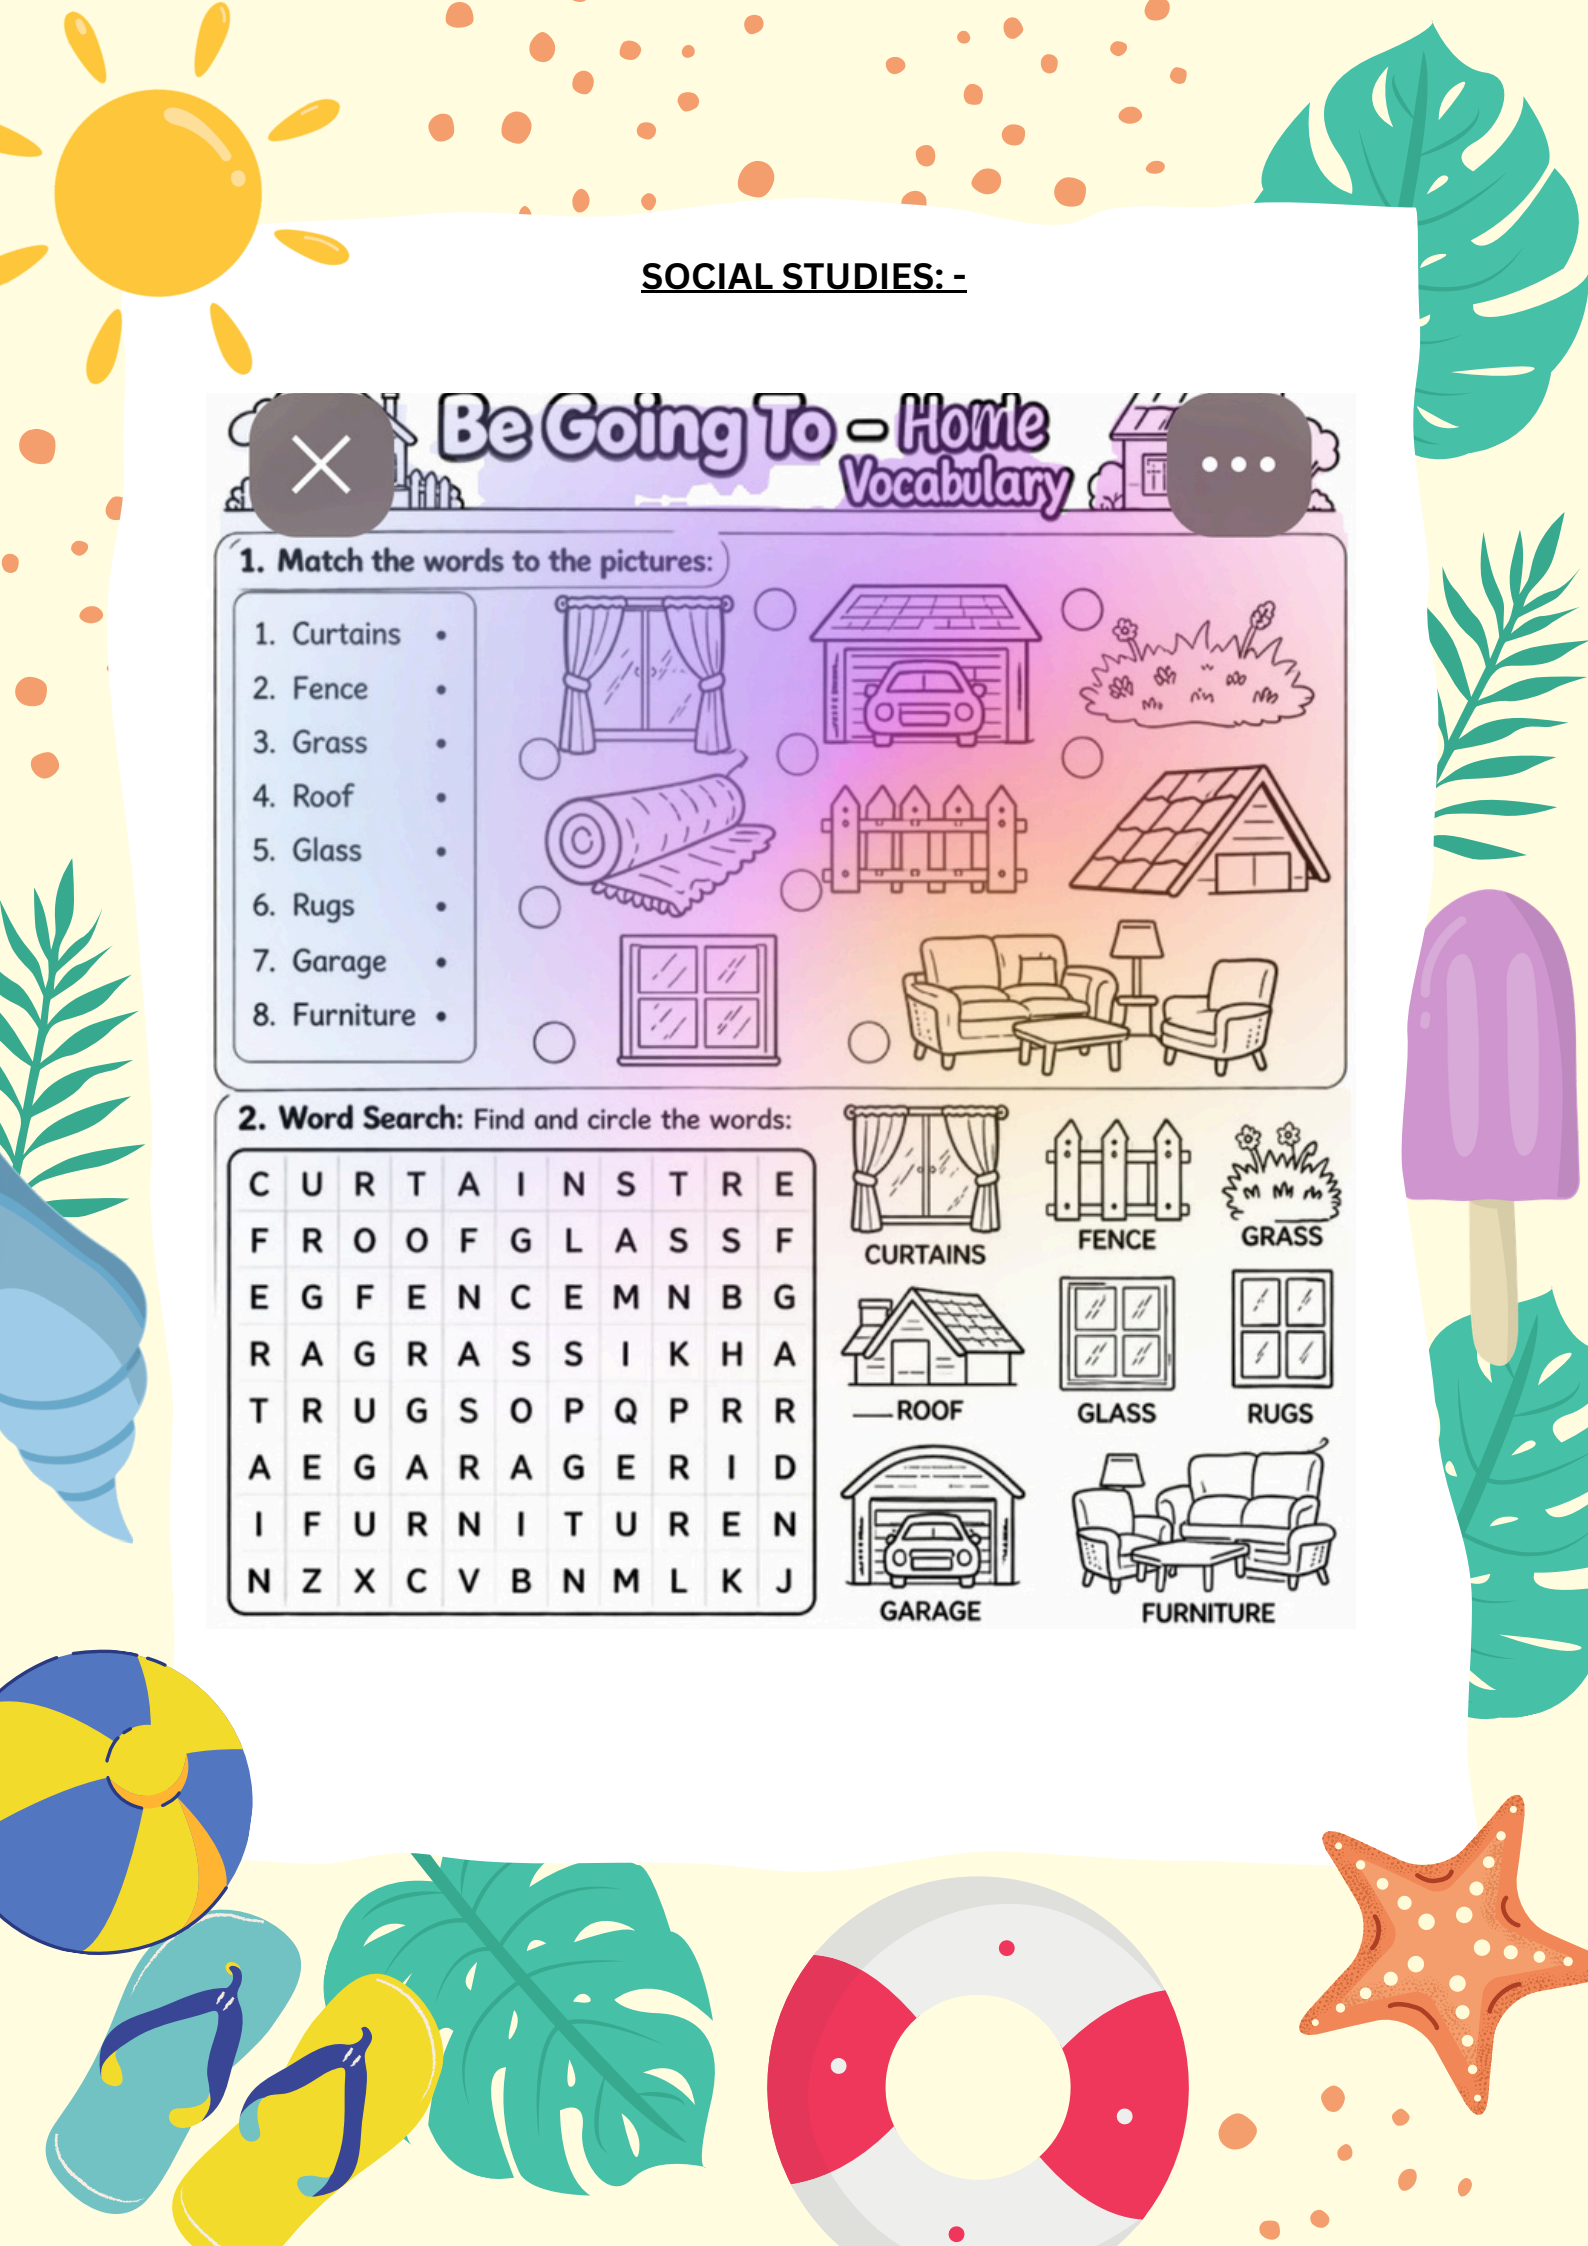 SOCIAL STUDIES: -
Be Going To - Home
Vocabulary
1. Match the words to the pictures:
1. Curtains •
2. Fence •
3. Grass •
4. Roof •
5. Glass •
6. Rugs •
7. Garage •
8. Furniture •
2. Word Search: Find and circle the words:
C U R T A I N S T R E
F R O O F G L A S S F
E G F E N C E M N B G
R A G R A S S I K H A
T R U G S O P Q P R R
A E G A R A G E R I D
I F U R N I T U R E N
N Z X C V B N M L K J
CURTAINS
FENCE
GRASS
ROOF
GLASS
RUGS
GARAGE
FURNITURE